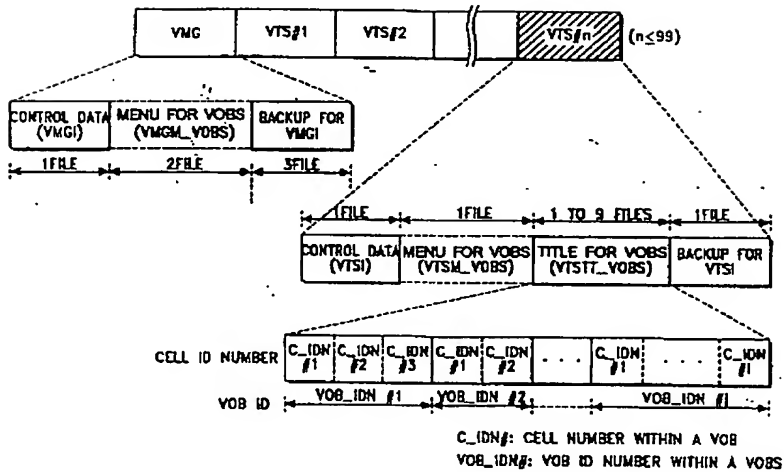 VMG VTS#1 VTS#2 VTS#n (n≤99)
CONTROL DATA (VMGI) MENU FOR VOBS (VMGM_VOBS) BACKUP FOR VMGI
1FILE 2FILE 3FILE
1FILE 1FILE 1 TO 9 FILES 1FILE
CONTROL DATA (VTSI) MENU FOR VOBS (VTSM_VOBS) TITLE FOR VOBS (VTSTT_VOBS) BACKUP FOR VTSI
CELL ID NUMBER C_IDN #1 C_IDN #2 C_IDN #3 C_IDN #1 C_IDN #2 . . . C_IDN #1 . . . C_IDN #i
VOB ID VOB_IDN #1 VOB_IDN #2 VOB_IDN #i
C_IDN#: CELL NUMBER WITHIN A VOB
VOB_IDN#: VOB ID NUMBER WITHIN A VOBS